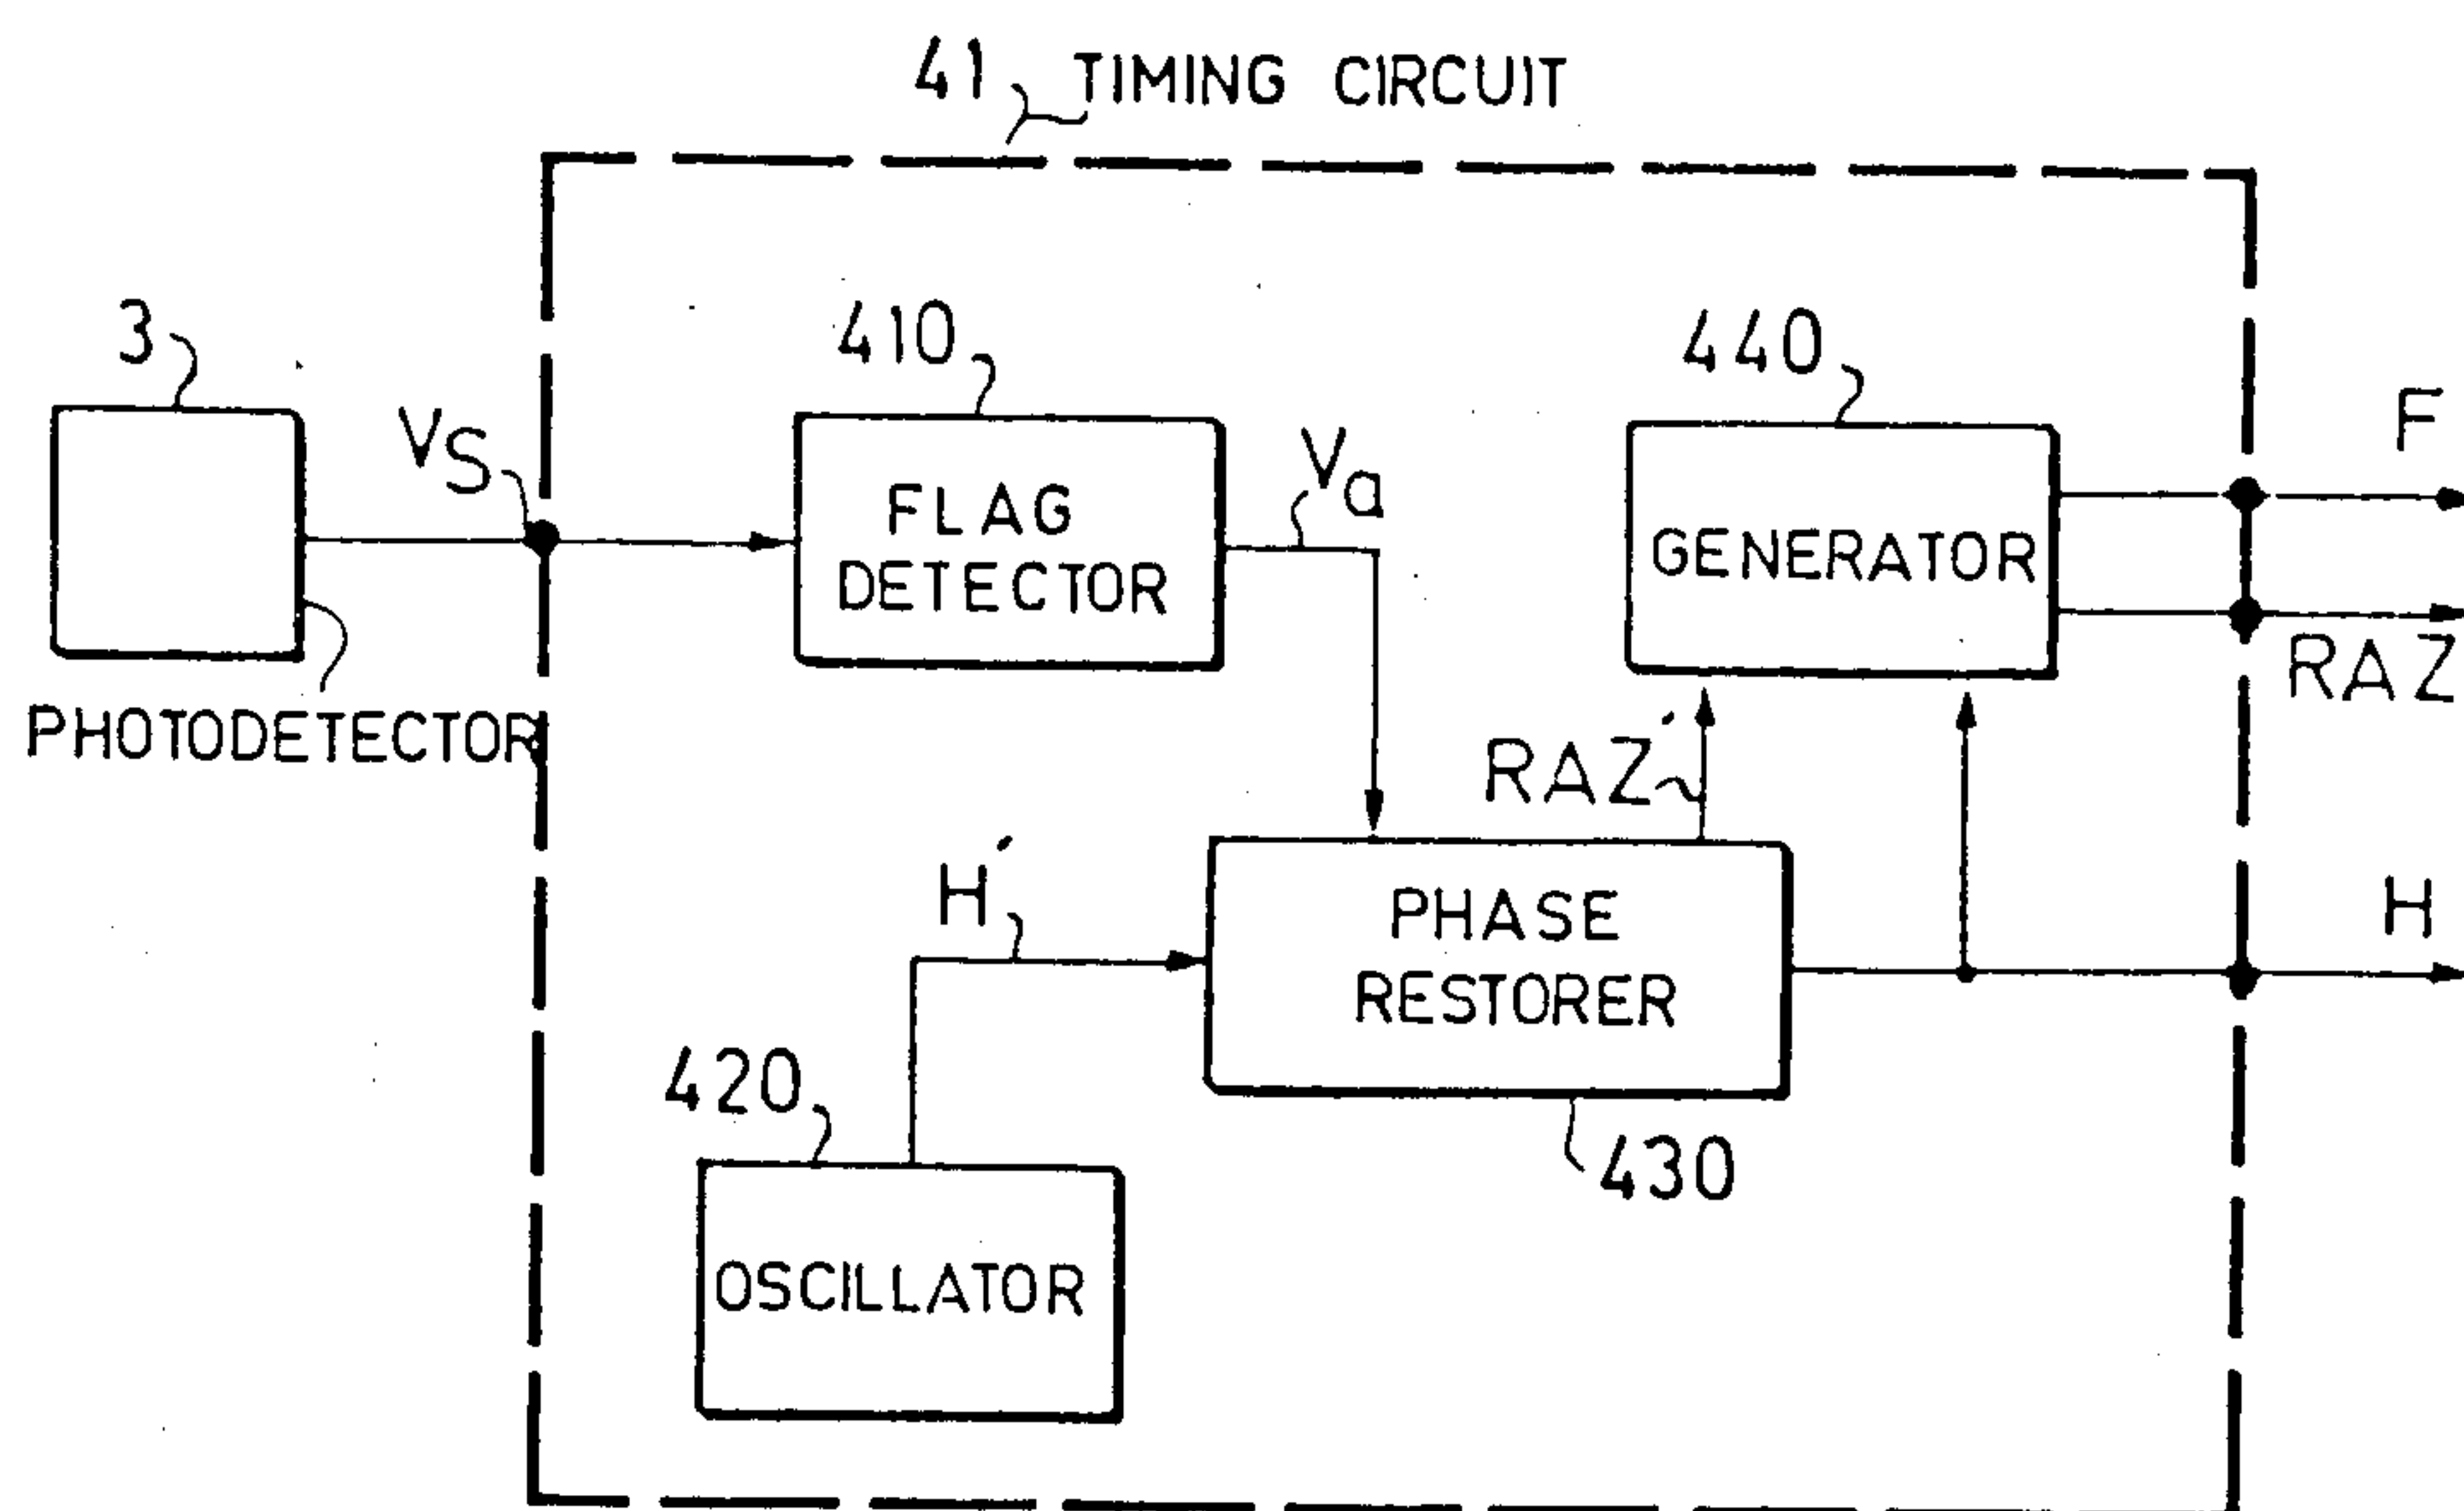 41 TIMING CIRCUIT
3
410
440
VS
Va
F
FLAG
DETECTOR
GENERATOR
RAZ
PHOTODETECTOR
RAZ′
H′
PHASE
RESTORER
H
420
430
OSCILLATOR